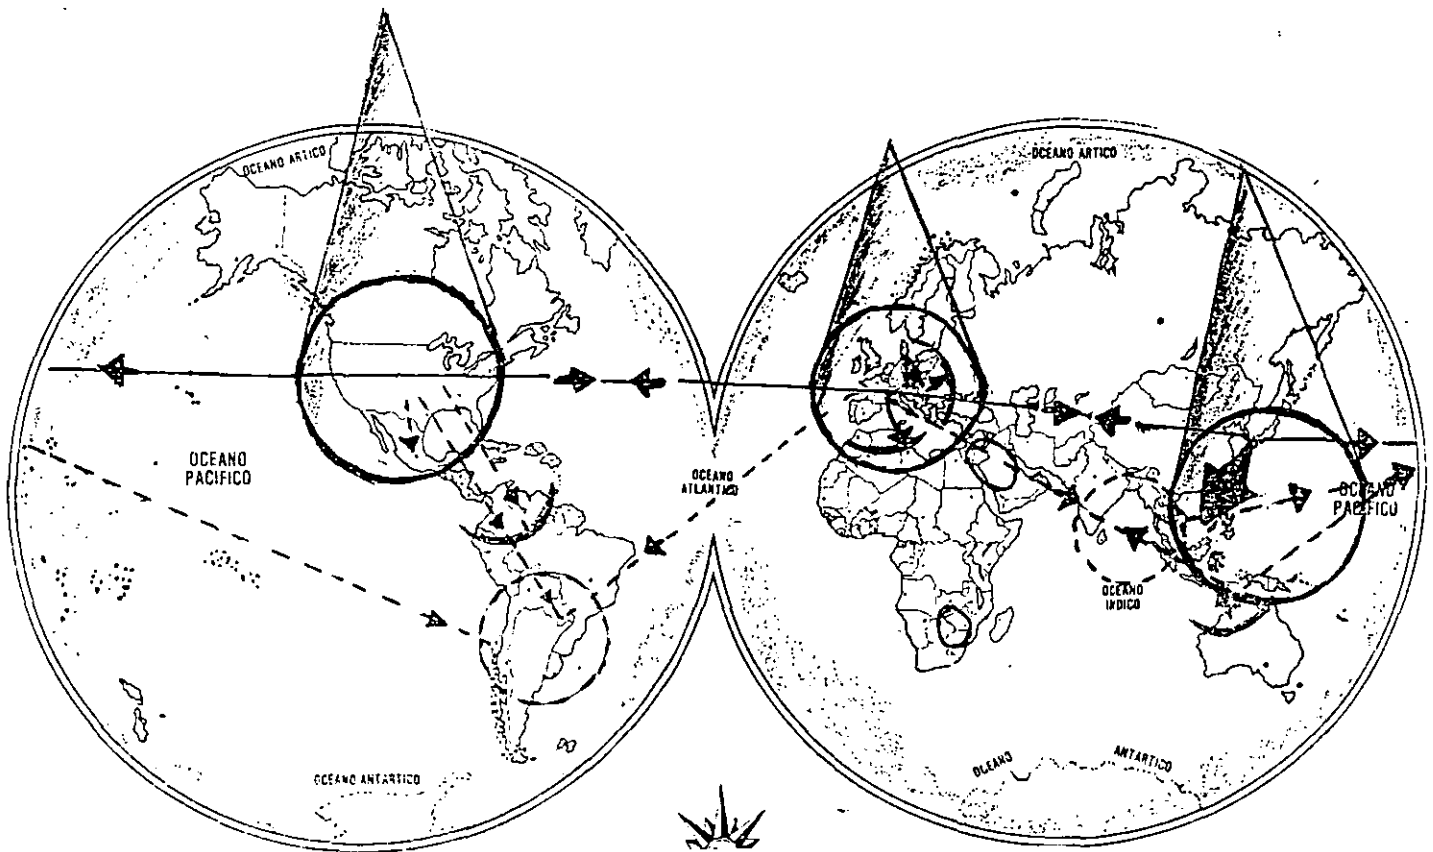 OCEANO ARTICO
OCEANO
PACIFICO
OCEANO ANTARTICO
OCEANO
ATLANTICO
OCEANO ARTICO
OCEANO
PACIFICO
OCEANO
INDICO
OCEANO ANTARTICO